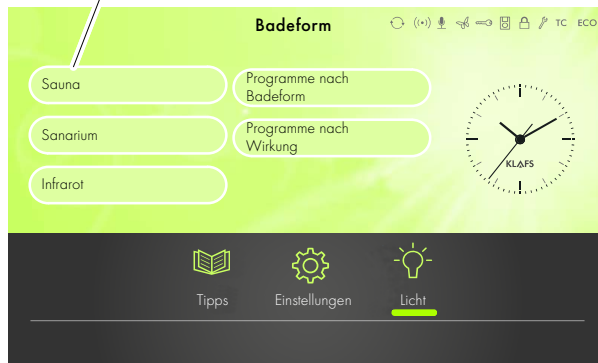 Badeform
TC ECO
Sauna
Programme nach
Badeform
Sanarium
Programme nach
Wirkung
Infrarot
KLAFS
Tipps
Einstellungen
Licht